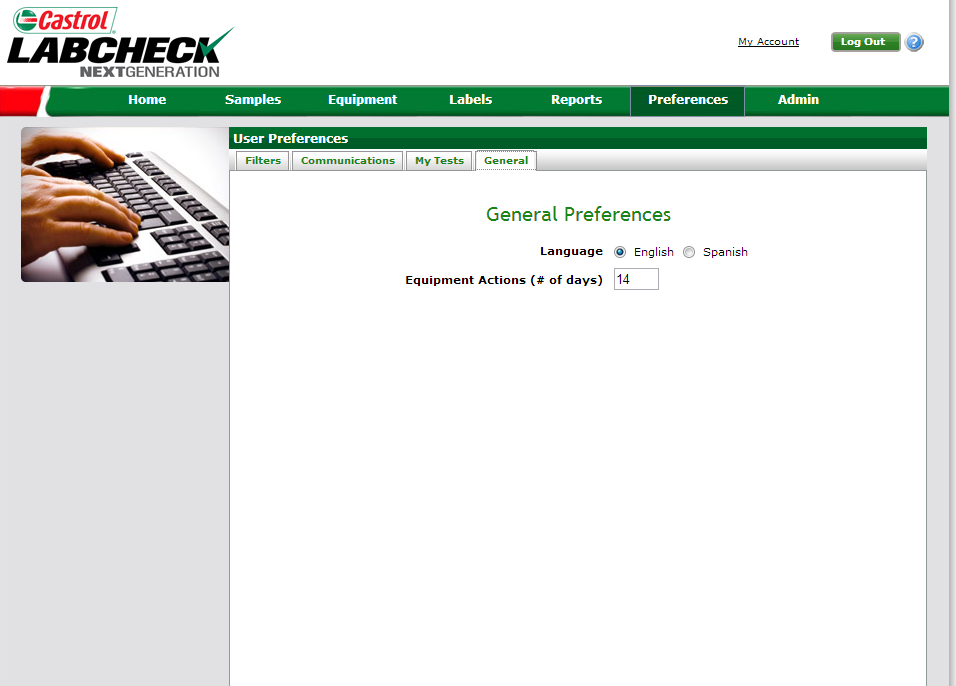 Castrol
LABCHECK
NEXTGENERATION
My Account
Log Out
?
Home Samples Equipment Labels Reports Preferences Admin
User Preferences
Filters Communications My Tests General
General Preferences
Language English Spanish
Equipment Actions (# of days) 14